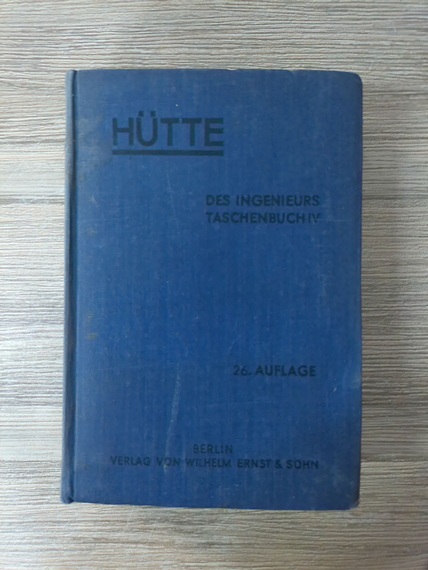 HÜTTE
DES INGENIEURS
TASCHENBUCH IV
26. AUFLAGE
BERLIN
VERLAG VON WILHELM ERNST & SOHN